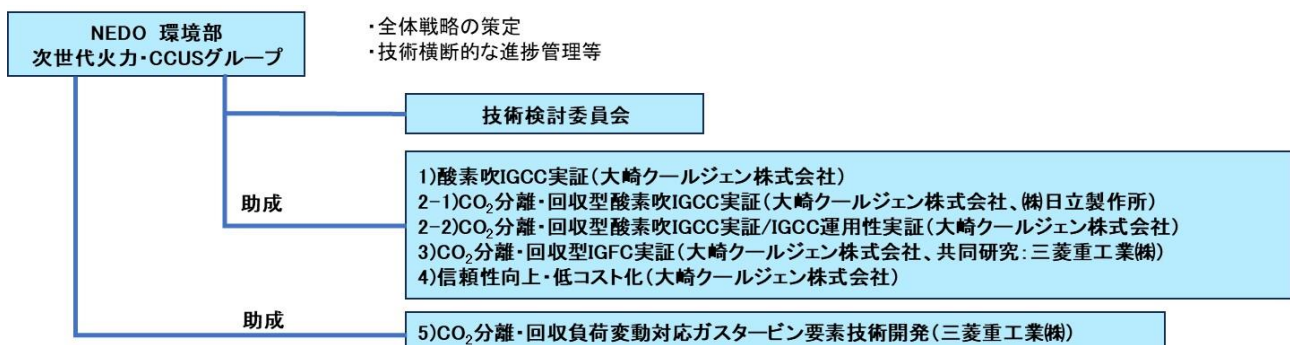 NEDO 環境部
次世代火力・CCUSグループ
・全体戦略の策定
・技術横断的な進捗管理等
技術検討委員会
助成
1)酸素吹IGCC実証(大崎クールジェン株式会社)
2-1)CO₂分離・回収型酸素吹IGCC実証(大崎クールジェン株式会社、㈱日立製作所)
2-2)CO₂分離・回収型酸素吹IGCC実証/IGCC運用性実証(大崎クールジェン株式会社)
3)CO₂分離・回収型IGFC実証(大崎クールジェン株式会社、共同研究:三菱重工業㈱)
4)信頼性向上・低コスト化(大崎クールジェン株式会社)
助成
5)CO₂分離・回収負荷変動対応ガスタービン要素技術開発(三菱重工業㈱)